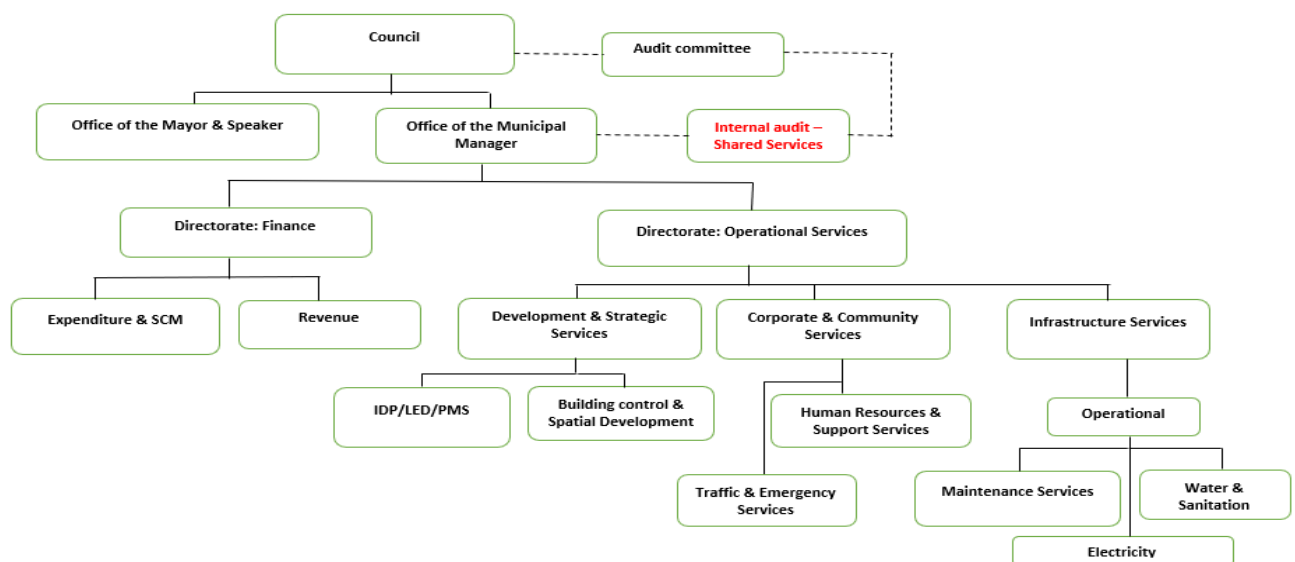 Council
Audit committee
Office of the Mayor & Speaker
Office of the Municipal
Manager
Internal audit –
Shared Services
Directorate: Finance
Directorate: Operational Services
Expenditure & SCM
Revenue
Development & Strategic
Services
Corporate & Community
Services
Infrastructure Services
IDP/LED/PMS
Building control &
Spatial Development
Human Resources &
Support Services
Operational
Traffic & Emergency
Services
Maintenance Services
Water &
Sanitation
Electricity